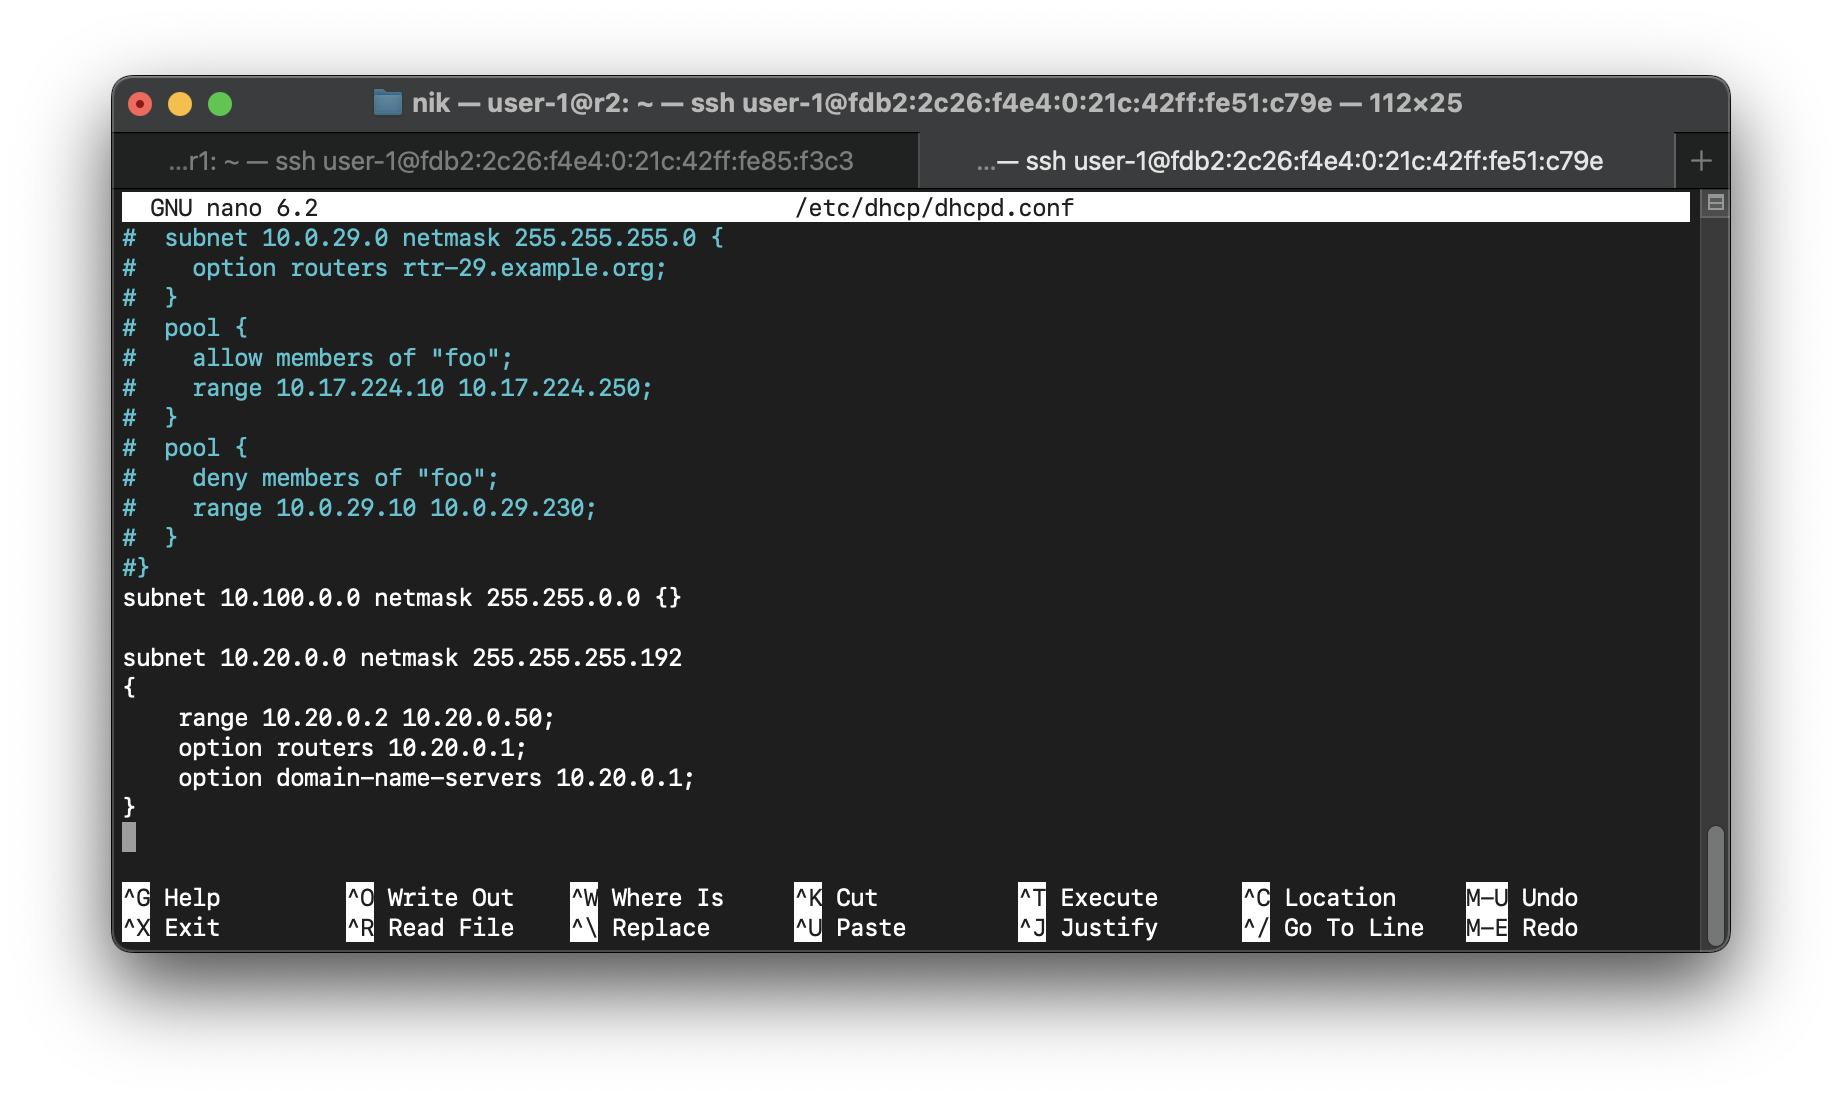 nik — user-1@r2: ~ — ssh user-1@fdb2:2c26:f4e4:0:21c:42ff:fe51:c79e — 112×25
...r1: ~ — ssh user-1@fdb2:2c26:f4e4:0:21c:42ff:fe85:f3c3
...— ssh user-1@fdb2:2c26:f4e4:0:21c:42ff:fe51:c79e
+
GNU nano 6.2 /etc/dhcp/dhcpd.conf
#  subnet 10.0.29.0 netmask 255.255.255.0 {
#    option routers rtr-29.example.org;
#  }
#  pool {
#    allow members of "foo";
#    range 10.17.224.10 10.17.224.250;
#  }
#  pool {
#    deny members of "foo";
#    range 10.0.29.10 10.0.29.230;
#  }
#}
subnet 10.100.0.0 netmask 255.255.0.0 {}
subnet 10.20.0.0 netmask 255.255.255.192
{
    range 10.20.0.2 10.20.0.50;
    option routers 10.20.0.1;
    option domain-name-servers 10.20.0.1;
}
^G Help ^O Write Out ^W Where Is ^K Cut ^T Execute ^C Location M-U Undo
^X Exit ^R Read File ^\ Replace ^U Paste ^J Justify ^/ Go To Line M-E Redo